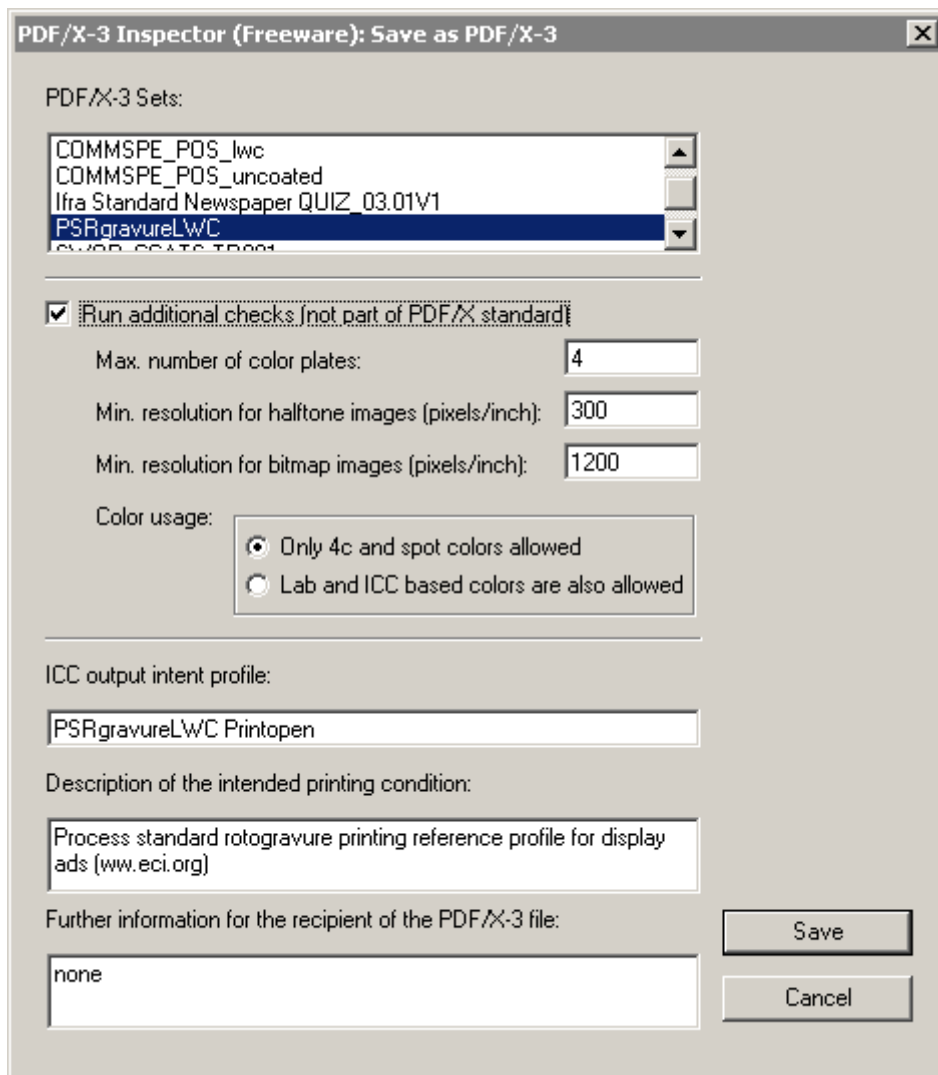 PDF/X-3 Inspector (Freeware): Save as PDF/X-3
PDF/X-3 Sets:
COMMSPE_POS_lwc
COMMSPE_POS_uncoated
Ifra Standard Newspaper QUIZ_03.01V1
PSRgravureLWC
Run additional checks (not part of PDF/X standard)
Max. number of color plates:
4
Min. resolution for halftone images (pixels/inch):
300
Min. resolution for bitmap images (pixels/inch):
1200
Color usage:
Only 4c and spot colors allowed
Lab and ICC based colors are also allowed
ICC output intent profile:
PSRgravureLWC Printopen
Description of the intended printing condition:
Process standard rotogravure printing reference profile for display
ads (ww.eci.org)
Further information for the recipient of the PDF/X-3 file:
none
Save
Cancel